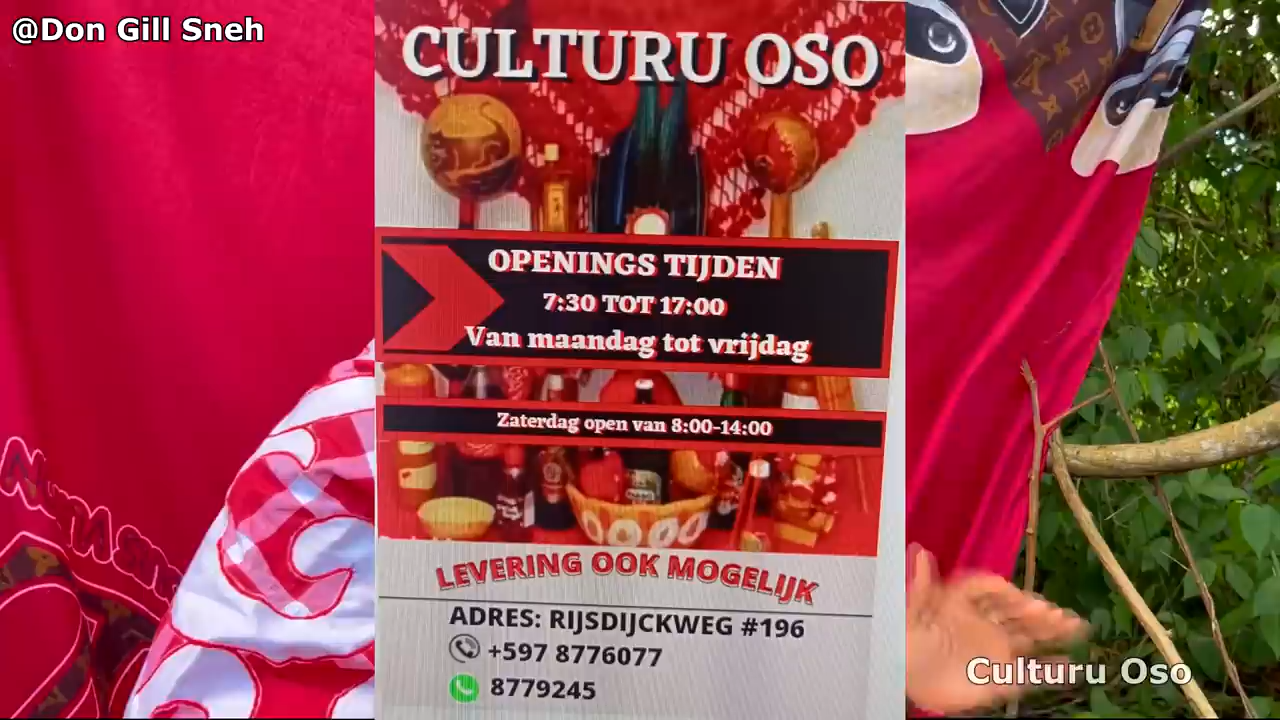 @Don Gill Sneh
CULTURU OSO
OPENINGS TIJDEN
7:30 TOT 17:00
Van maandag tot vrijdag
Zaterdag open van 8:00-14:00
LEVERING OOK MOGELIJK
ADRES: RIJSDIJCKWEG #196
+597 8776077
8779245
Culturu Oso